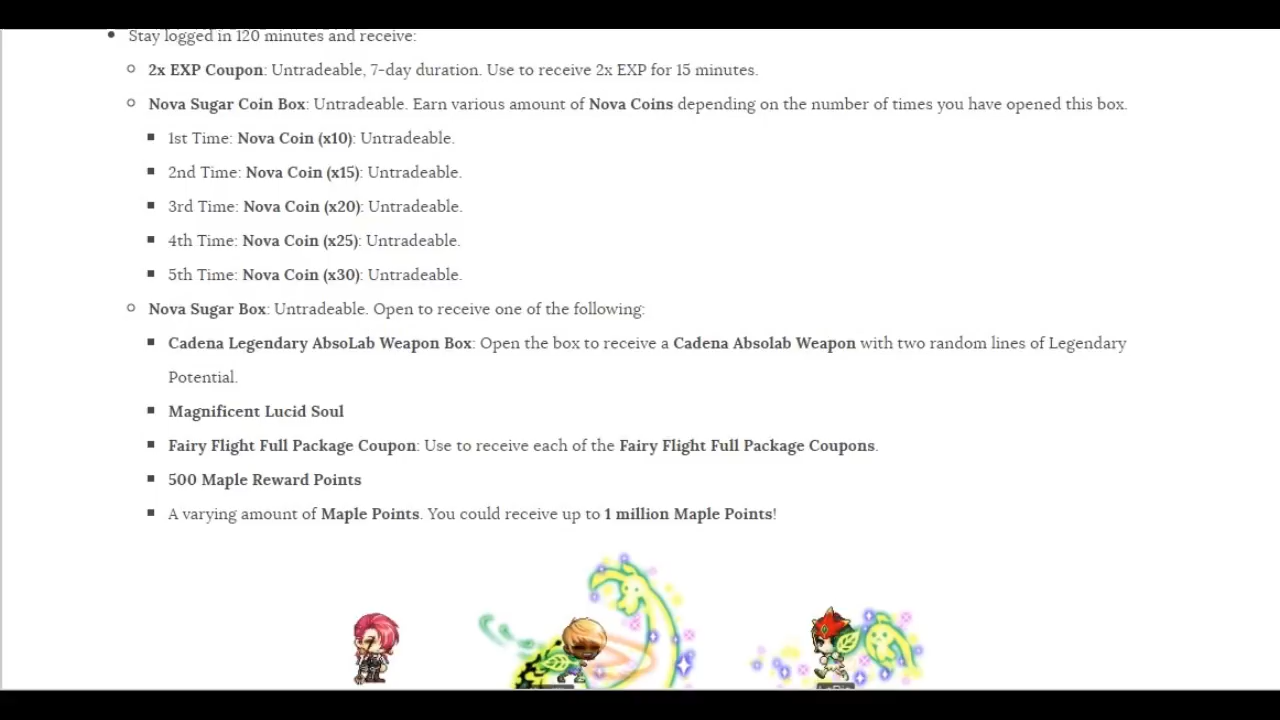 Stay logged in 120 minutes and receive:
2x EXP Coupon: Untradeable, 7-day duration. Use to receive 2x EXP for 15 minutes.
Nova Sugar Coin Box: Untradeable. Earn various amount of Nova Coins depending on the number of times you have opened this box.
1st Time: Nova Coin (x10): Untradeable.
2nd Time: Nova Coin (x15): Untradeable.
3rd Time: Nova Coin (x20): Untradeable.
4th Time: Nova Coin (x25): Untradeable.
5th Time: Nova Coin (x30): Untradeable.
Nova Sugar Box: Untradeable. Open to receive one of the following:
Cadena Legendary AbsoLab Weapon Box: Open the box to receive a Cadena Absolab Weapon with two random lines of Legendary
Potential.
Magnificent Lucid Soul
Fairy Flight Full Package Coupon: Use to receive each of the Fairy Flight Full Package Coupons.
500 Maple Reward Points
A varying amount of Maple Points. You could receive up to 1 million Maple Points!